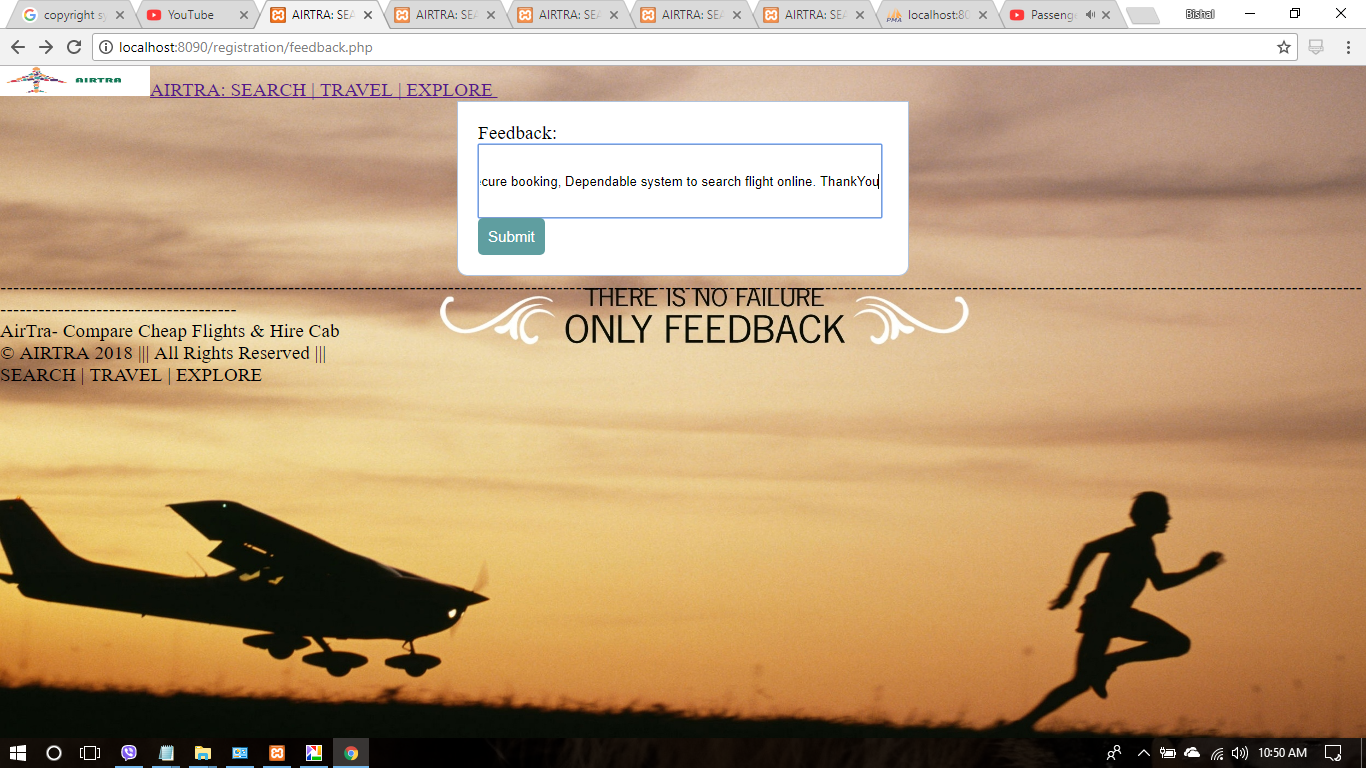 copyright sy
YouTube
AIRTRA: SEA
AIRTRA: SEA
AIRTRA: SEA
AIRTRA: SEA
AIRTRA: SEA
localhost:80
Passenge
Bishal
localhost:8090/registration/feedback.php
AIRTRA
AIRTRA: SEARCH | TRAVEL | EXPLORE
Feedback:
cure booking, Dependable system to search flight online. ThankYou
Submit
THERE IS NO FAILURE
ONLY FEEDBACK
AirTra- Compare Cheap Flights & Hire Cab
© AIRTRA 2018 ||| All Rights Reserved |||
SEARCH | TRAVEL | EXPLORE
10:50 AM